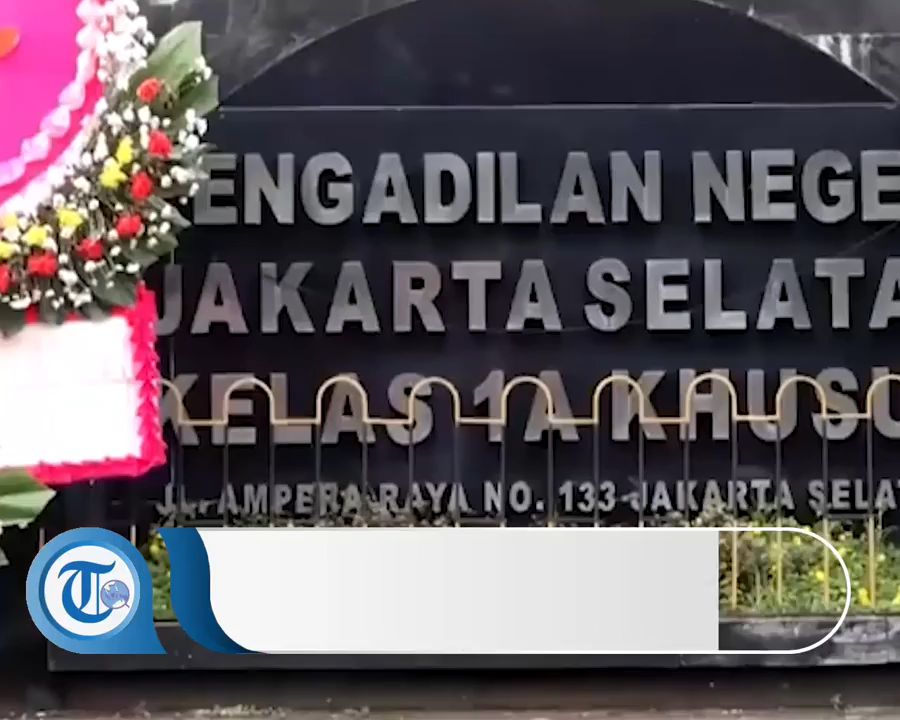 ENGADILAN NEGE
JAKARTA SELATA
KELAS 1A KHUSU
JL. AMPERA RAYA NO. 133 JAKARTA SELAT
T